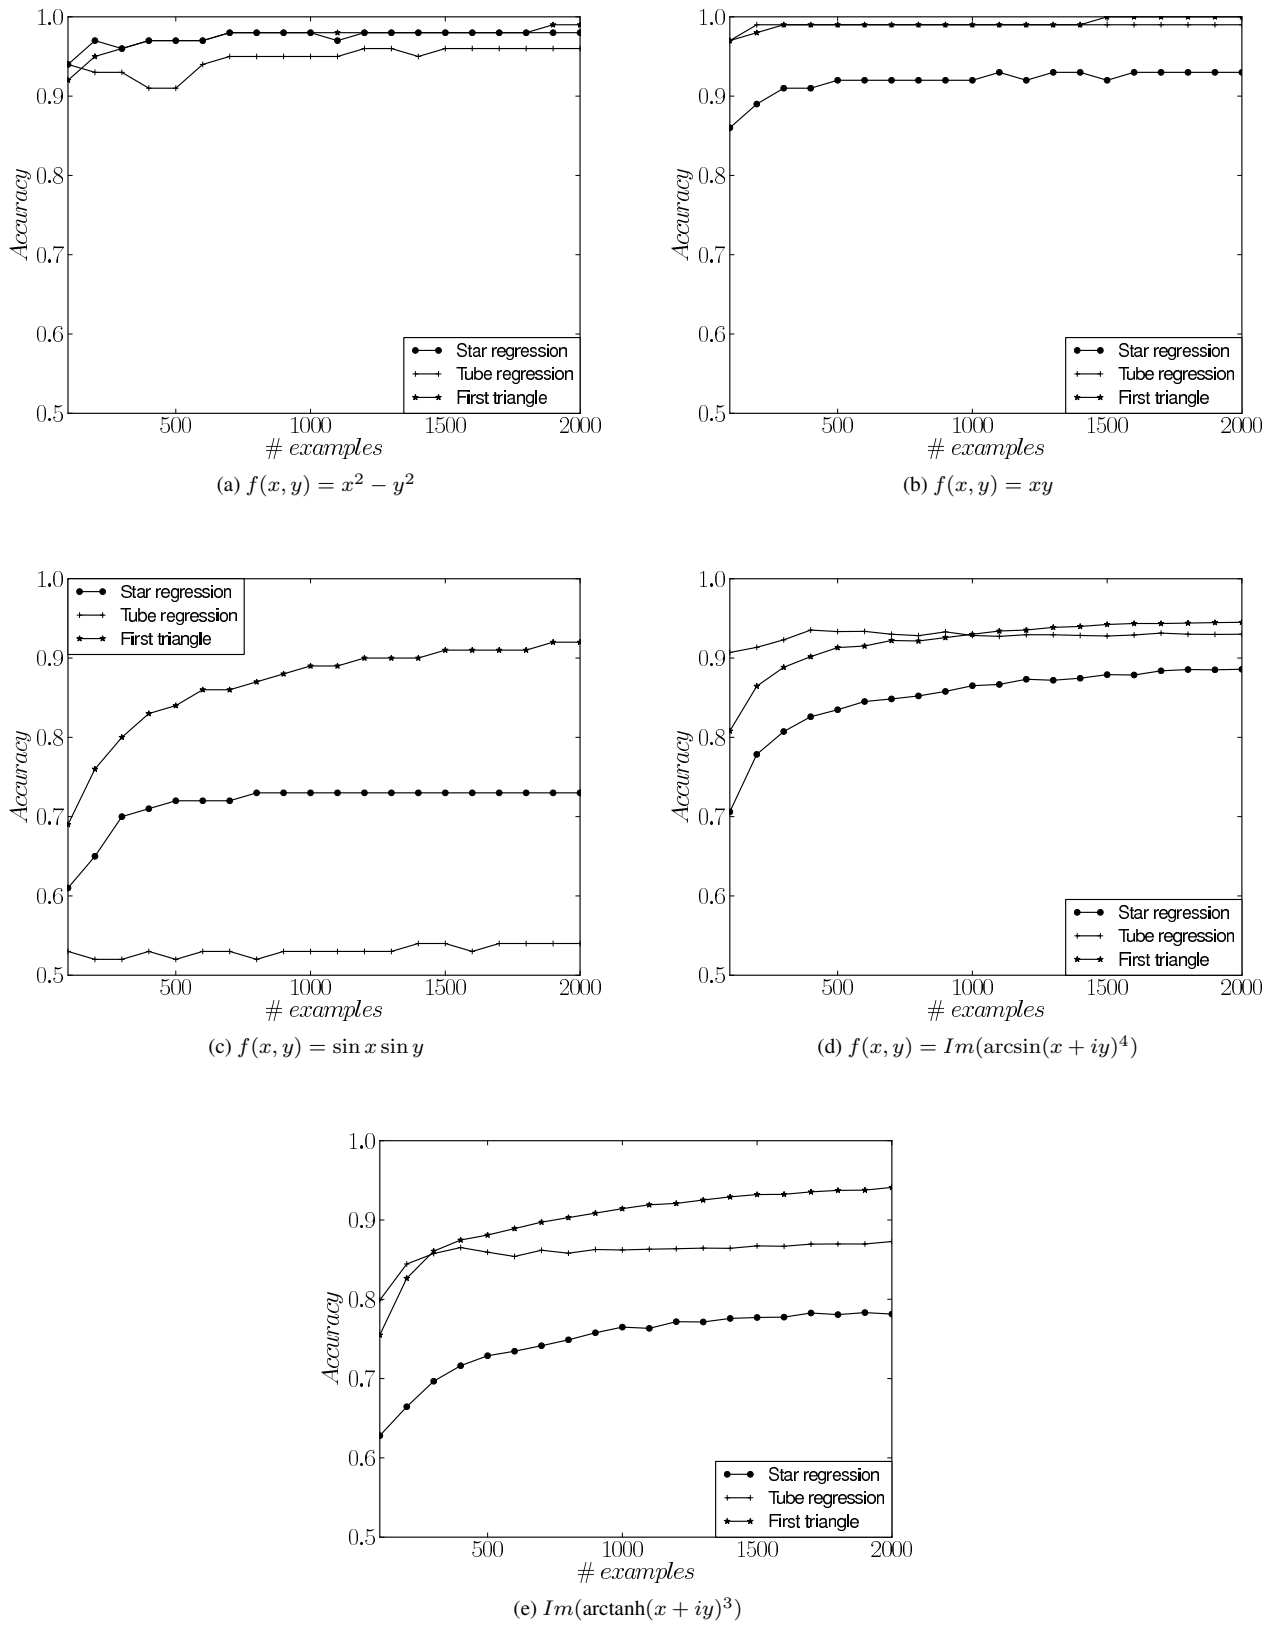 1.0
0.9
0.8
0.7
0.6
0.5
Accuracy
Star regression
Tube regression
First triangle
500 1000 1500 2000
# examples
(a) f(x, y) = x² − y²
1.0
0.9
0.8
0.7
0.6
0.5
Accuracy
Star regression
Tube regression
First triangle
500 1000 1500 2000
# examples
(b) f(x, y) = xy
1.0
0.9
0.8
0.7
0.6
0.5
Accuracy
Star regression
Tube regression
First triangle
500 1000 1500 2000
# examples
(c) f(x, y) = sin x sin y
1.0
0.9
0.8
0.7
0.6
0.5
Accuracy
Star regression
Tube regression
First triangle
500 1000 1500 2000
# examples
(d) f(x, y) = Im(arcsin(x + iy)⁴)
1.0
0.9
0.8
0.7
0.6
0.5
Accuracy
Star regression
Tube regression
First triangle
500 1000 1500 2000
# examples
(e) Im(arctanh(x + iy)³)